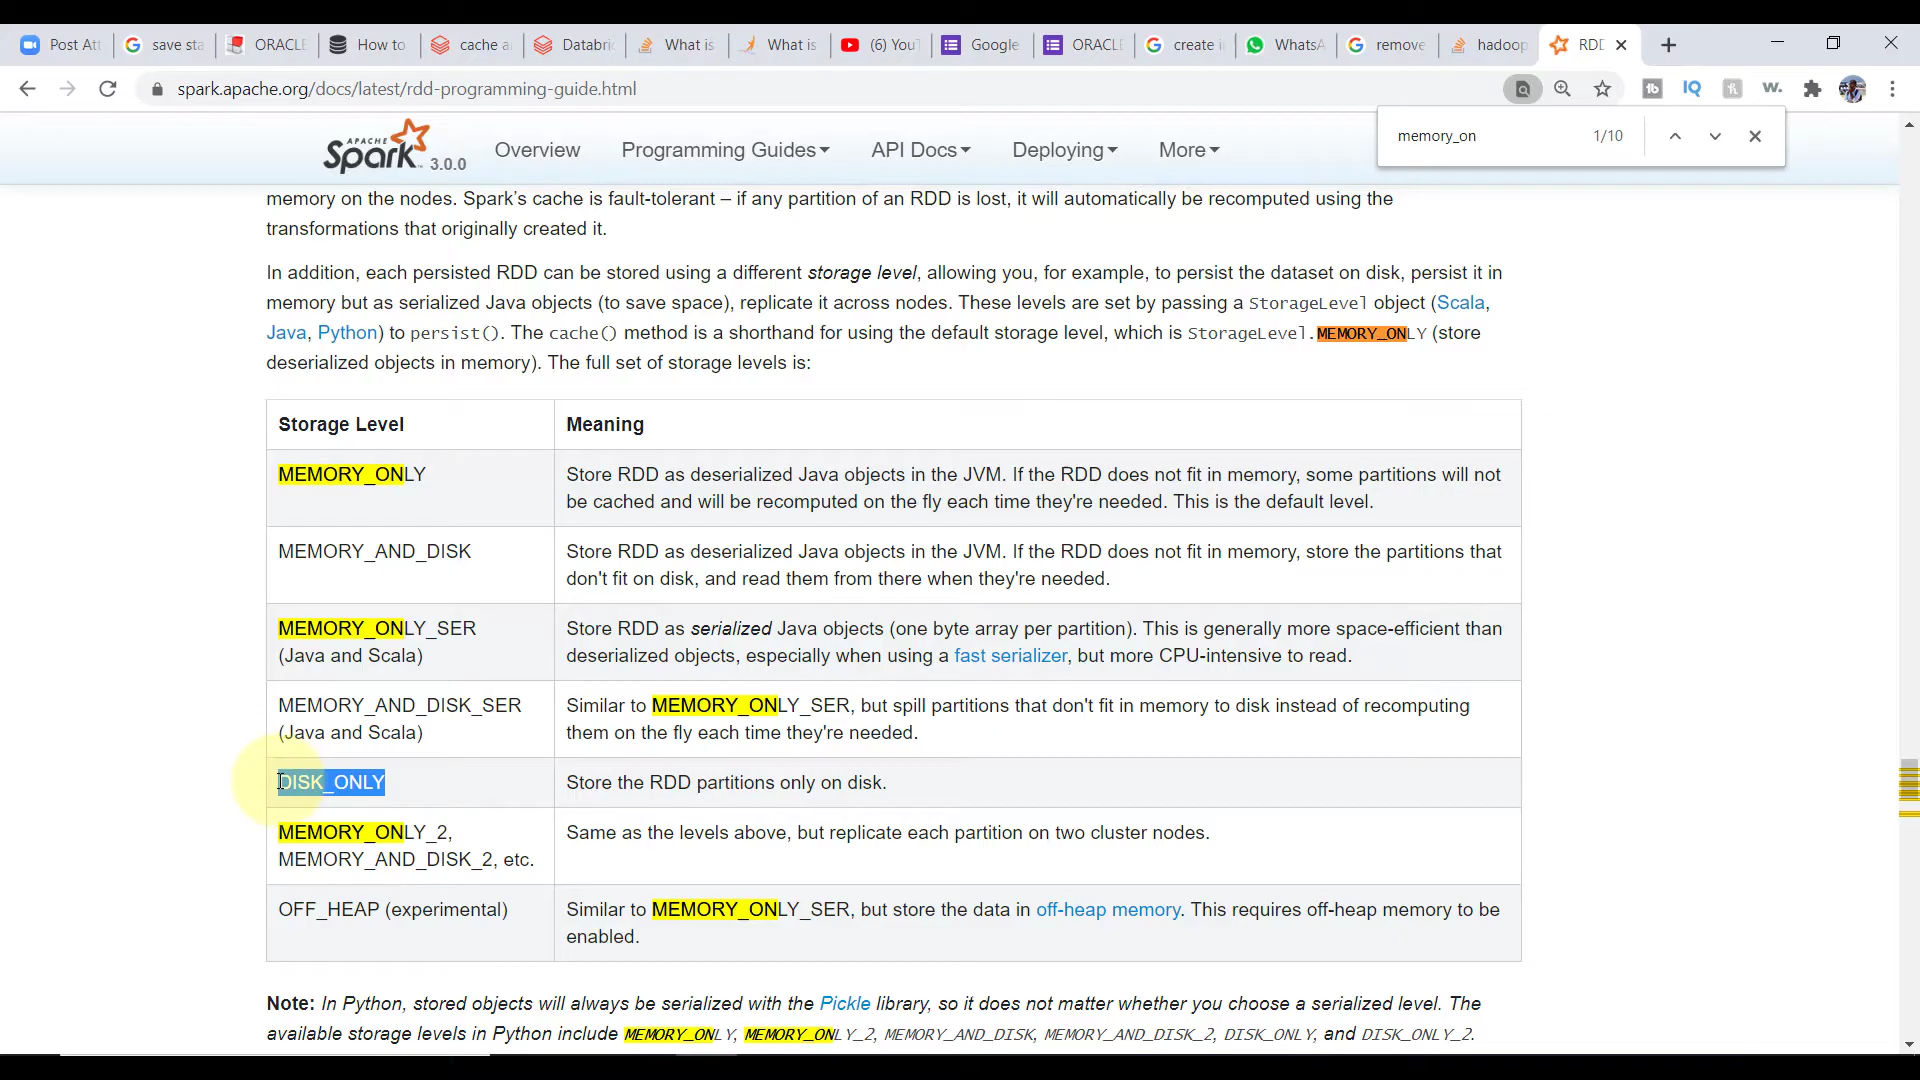 Post Att
save sta
ORACLE
How to
cache a
Databric
What is
What is
(6) You
Google
ORACLE
create i
WhatsA
remove
hadoop
RDD
spark.apache.org/docs/latest/rdd-programming-guide.html
memory_on 1/10
APACHE Spark 3.0.0
Overview
Programming Guides
API Docs
Deploying
More
memory on the nodes. Spark’s cache is fault-tolerant – if any partition of an RDD is lost, it will automatically be recomputed using the
transformations that originally created it.
In addition, each persisted RDD can be stored using a different storage level, allowing you, for example, to persist the dataset on disk, persist it in
memory but as serialized Java objects (to save space), replicate it across nodes. These levels are set by passing a StorageLevel object (Scala,
Java, Python) to persist(). The cache() method is a shorthand for using the default storage level, which is StorageLevel.MEMORY_ONLY (store
deserialized objects in memory). The full set of storage levels is:
Storage Level Meaning
MEMORY_ONLY Store RDD as deserialized Java objects in the JVM. If the RDD does not fit in memory, some partitions will not
be cached and will be recomputed on the fly each time they're needed. This is the default level.
MEMORY_AND_DISK Store RDD as deserialized Java objects in the JVM. If the RDD does not fit in memory, store the partitions that
don't fit on disk, and read them from there when they're needed.
MEMORY_ONLY_SER Store RDD as serialized Java objects (one byte array per partition). This is generally more space-efficient than
(Java and Scala) deserialized objects, especially when using a fast serializer, but more CPU-intensive to read.
MEMORY_AND_DISK_SER Similar to MEMORY_ONLY_SER, but spill partitions that don't fit in memory to disk instead of recomputing
(Java and Scala) them on the fly each time they're needed.
DISK_ONLY Store the RDD partitions only on disk.
MEMORY_ONLY_2, Same as the levels above, but replicate each partition on two cluster nodes.
MEMORY_AND_DISK_2, etc.
OFF_HEAP (experimental) Similar to MEMORY_ONLY_SER, but store the data in off-heap memory. This requires off-heap memory to be
enabled.
Note: In Python, stored objects will always be serialized with the Pickle library, so it does not matter whether you choose a serialized level. The
available storage levels in Python include MEMORY_ONLY, MEMORY_ONLY_2, MEMORY_AND_DISK, MEMORY_AND_DISK_2, DISK_ONLY, and DISK_ONLY_2.